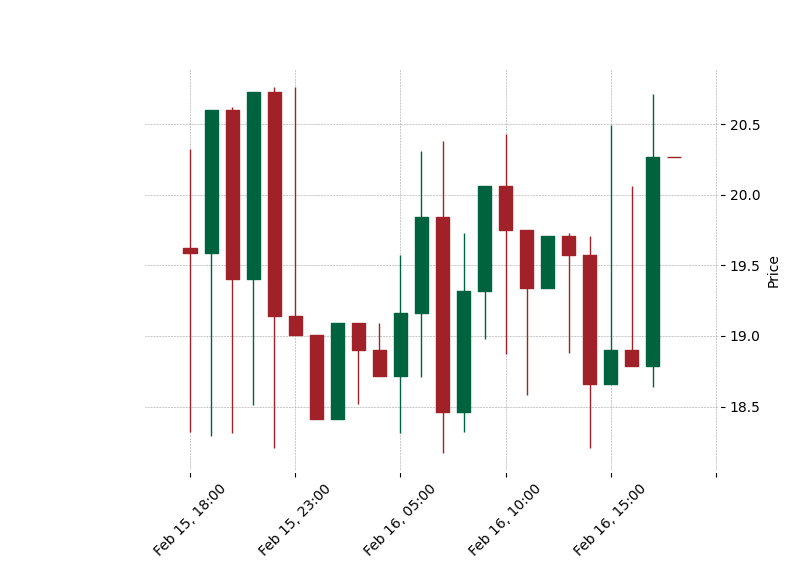 20.5
20.0
19.5
19.0
18.5
Price
Feb 15, 18:00
Feb 15, 23:00
Feb 16, 05:00
Feb 16, 10:00
Feb 16, 15:00